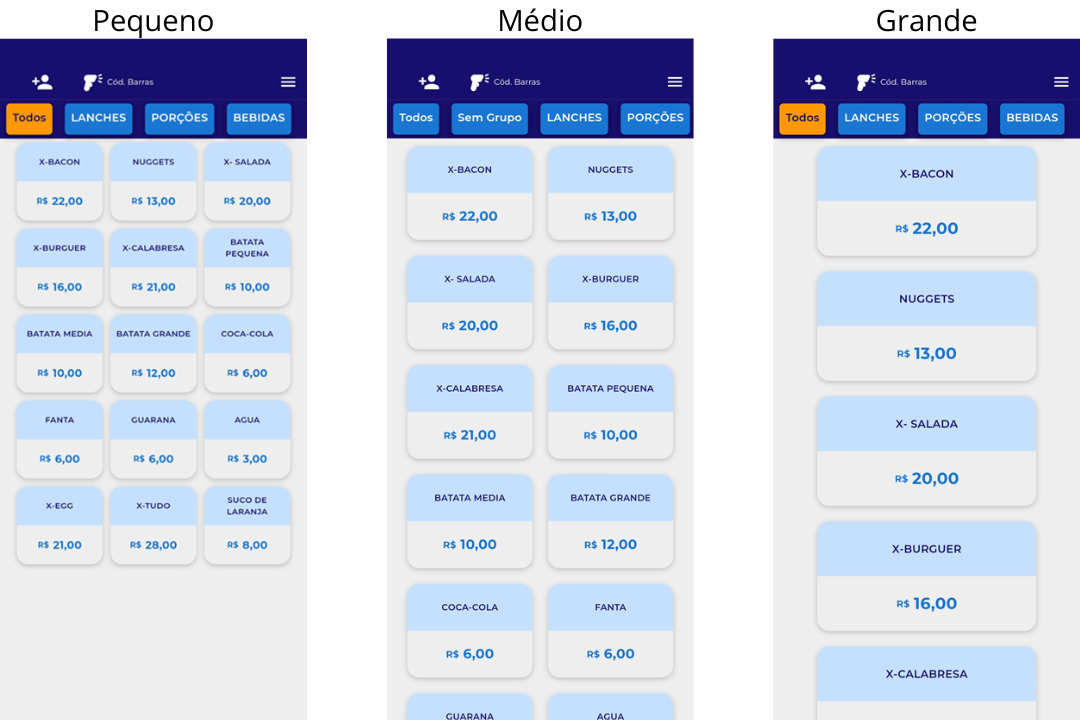 Pequeno
Cód. Barras
Todos LANCHES PORÇÕES BEBIDAS
X-BACON NUGGETS X- SALADA
R$ 22,00 R$ 13,00 R$ 20,00
X-BURGUER X-CALABRESA BATATA PEQUENA
R$ 16,00 R$ 21,00 R$ 10,00
BATATA MEDIA BATATA GRANDE COCA-COLA
R$ 10,00 R$ 12,00 R$ 6,00
FANTA GUARANA AGUA
R$ 6,00 R$ 6,00 R$ 3,00
X-EGG X-TUDO SUCO DE LARANJA
R$ 21,00 R$ 28,00 R$ 8,00
Médio
Cód. Barras
Todos Sem Grupo LANCHES PORÇÕES
X-BACON NUGGETS
R$ 22,00 R$ 13,00
X- SALADA X-BURGUER
R$ 20,00 R$ 16,00
X-CALABRESA BATATA PEQUENA
R$ 21,00 R$ 10,00
BATATA MEDIA BATATA GRANDE
R$ 10,00 R$ 12,00
COCA-COLA FANTA
R$ 6,00 R$ 6,00
GUARANA AGUA
Grande
Cód. Barras
Todos LANCHES PORÇÕES BEBIDAS
X-BACON
R$ 22,00
NUGGETS
R$ 13,00
X- SALADA
R$ 20,00
X-BURGUER
R$ 16,00
X-CALABRESA